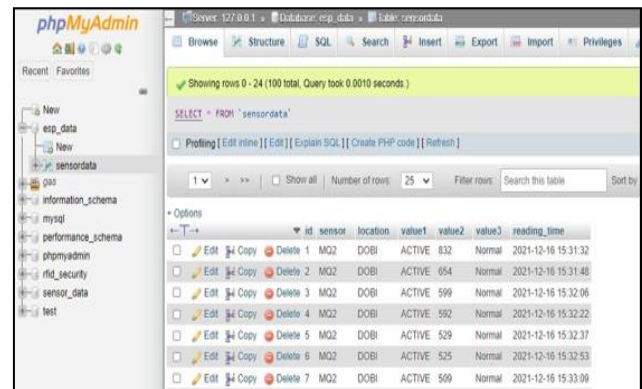 phpMyAdmin
Recent Favorites
New
esp_data
New
sensordata
gas
information_schema
mysql
performance_schema
phpmyadmin
rfid_security
sensor_data
test
Server: 127.0.0.1 » Database: esp_data » Table: sensordata
Browse Structure SQL Search Insert Export Import Privileges
Showing rows 0 - 24 (100 total, Query took 0.0010 seconds.)
SELECT * FROM `sensordata`
Profiling [ Edit inline ] [ Edit ] [ Explain SQL ] [ Create PHP code ] [ Refresh ]
1 > >> Show all Number of rows: 25 Filter rows: Search this table Sort by
+ Options
←T→ id sensor location value1 value2 value3 reading_time
Edit Copy Delete 1 MQ2 DOBI ACTIVE 832 Normal 2021-12-16 15:31:32
Edit Copy Delete 2 MQ2 DOBI ACTIVE 654 Normal 2021-12-16 15:31:48
Edit Copy Delete 3 MQ2 DOBI ACTIVE 599 Normal 2021-12-16 15:32:06
Edit Copy Delete 4 MQ2 DOBI ACTIVE 592 Normal 2021-12-16 15:32:22
Edit Copy Delete 5 MQ2 DOBI ACTIVE 529 Normal 2021-12-16 15:32:37
Edit Copy Delete 6 MQ2 DOBI ACTIVE 525 Normal 2021-12-16 15:32:53
Edit Copy Delete 7 MQ2 DOBI ACTIVE 509 Normal 2021-12-16 15:33:09